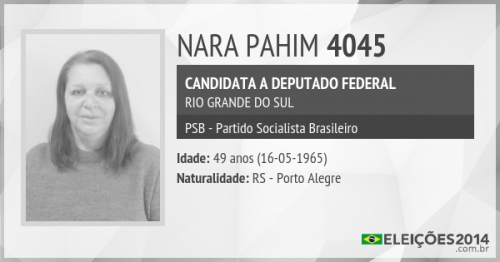 NARA PAHIM 4045
CANDIDATA A DEPUTADO FEDERAL
RIO GRANDE DO SUL
PSB - Partido Socialista Brasileiro
Idade: 49 anos (16-05-1965)
Naturalidade: RS - Porto Alegre
ELEIÇÕES2014
.com.br